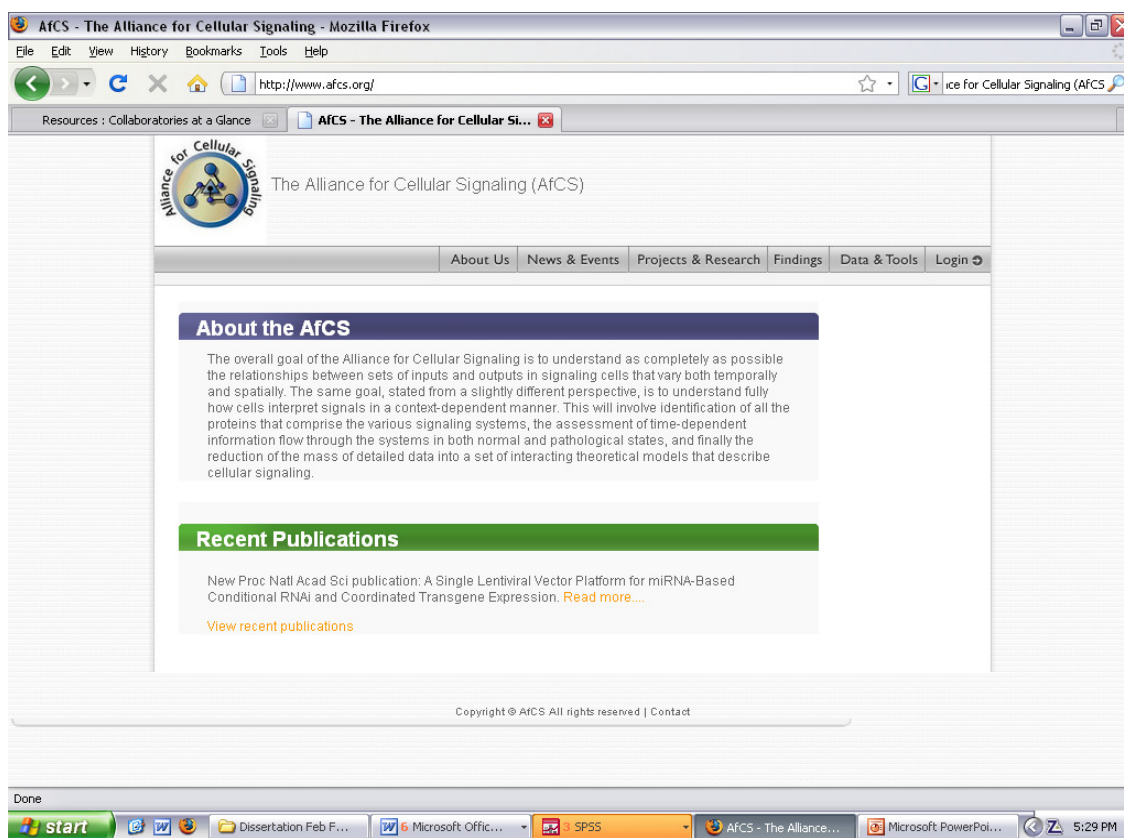 AfCS - The Alliance for Cellular Signaling - Mozilla Firefox
File Edit View History Bookmarks Tools Help
http://www.afcs.org/
G
ice for Cellular Signaling (AfCS
Resources : Collaboratories at a Glance
AfCS - The Alliance for Cellular Si...
Alliance for Cellular Signaling
The Alliance for Cellular Signaling (AfCS)
About Us News & Events Projects & Research Findings Data & Tools Login
About the AfCS
The overall goal of the Alliance for Cellular Signaling is to understand as completely as possible
the relationships between sets of inputs and outputs in signaling cells that vary both temporally
and spatially. The same goal, stated from a slightly different perspective, is to understand fully
how cells interpret signals in a context-dependent manner. This will involve identification of all the
proteins that comprise the various signaling systems, the assessment of time-dependent
information flow through the systems in both normal and pathological states, and finally the
reduction of the mass of detailed data into a set of interacting theoretical models that describe
cellular signaling.
Recent Publications
New Proc Natl Acad Sci publication: A Single Lentiviral Vector Platform for miRNA-Based
Conditional RNAi and Coordinated Transgene Expression. Read more....
View recent publications
Copyright © AfCS All rights reserved | Contact
Done
start
Dissertation Feb F...
6 Microsoft Offic...
3 SPSS
AfCS - The Alliance...
Microsoft PowerPoi...
5:29 PM